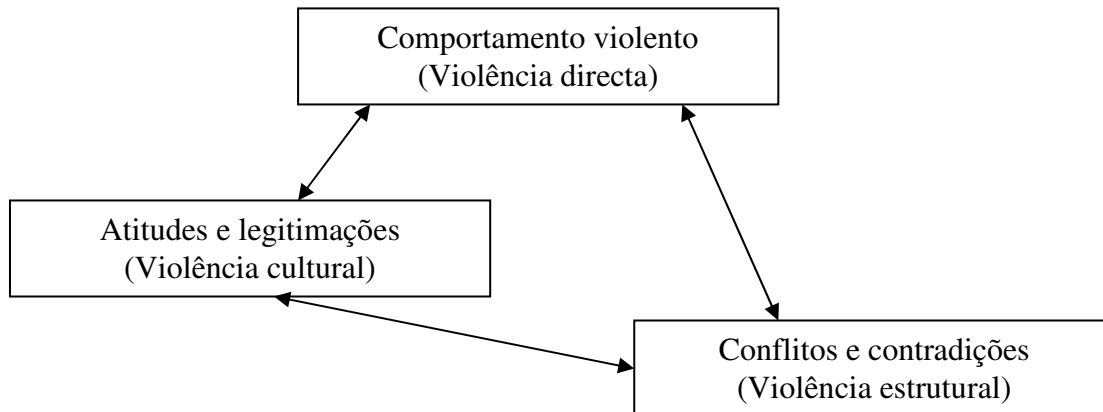 Comportamento violento
(Violência directa)
Atitudes e legitimações
(Violência cultural)
Conflitos e contradições
(Violência estrutural)